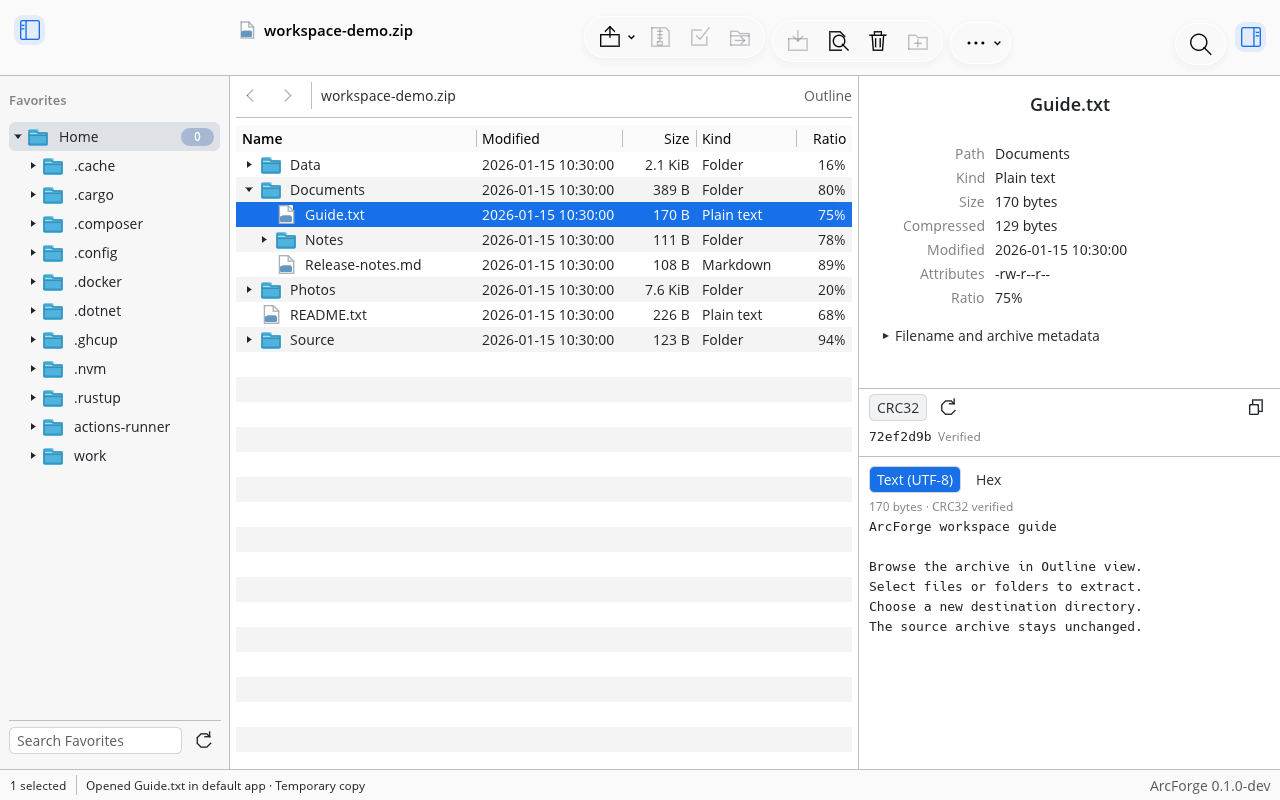 workspace-demo.zip
Favorites
Home 0
.cache
.cargo
.composer
.config
.docker
.dotnet
.ghcup
.nvm
.rustup
actions-runner
work
Search Favorites
workspace-demo.zip Outline
Name Modified Size Kind Ratio
Data 2026-01-15 10:30:00 2.1 KiB Folder 16%
Documents 2026-01-15 10:30:00 389 B Folder 80%
Guide.txt 2026-01-15 10:30:00 170 B Plain text 75%
Notes 2026-01-15 10:30:00 111 B Folder 78%
Release-notes.md 2026-01-15 10:30:00 108 B Markdown 89%
Photos 2026-01-15 10:30:00 7.6 KiB Folder 20%
README.txt 2026-01-15 10:30:00 226 B Plain text 68%
Source 2026-01-15 10:30:00 123 B Folder 94%
Guide.txt
Path Documents
Kind Plain text
Size 170 bytes
Compressed 129 bytes
Modified 2026-01-15 10:30:00
Attributes -rw-r--r--
Ratio 75%
Filename and archive metadata
CRC32
72ef2d9b Verified
Text (UTF-8) Hex
170 bytes · CRC32 verified
ArcForge workspace guide
Browse the archive in Outline view.
Select files or folders to extract.
Choose a new destination directory.
The source archive stays unchanged.
1 selected Opened Guide.txt in default app · Temporary copy ArcForge 0.1.0-dev